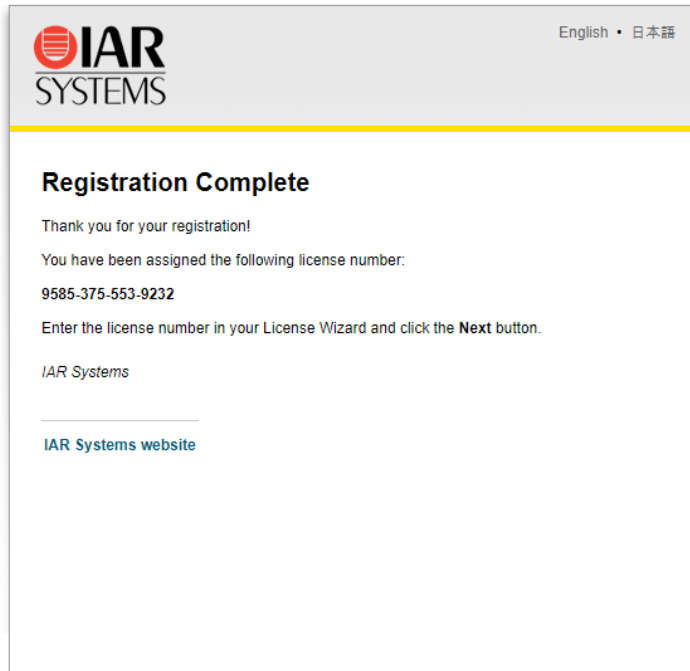 IAR
SYSTEMS
English • 日本語
Registration Complete
Thank you for your registration!
You have been assigned the following license number:
9585-375-553-9232
Enter the license number in your License Wizard and click the Next button.
IAR Systems
IAR Systems website